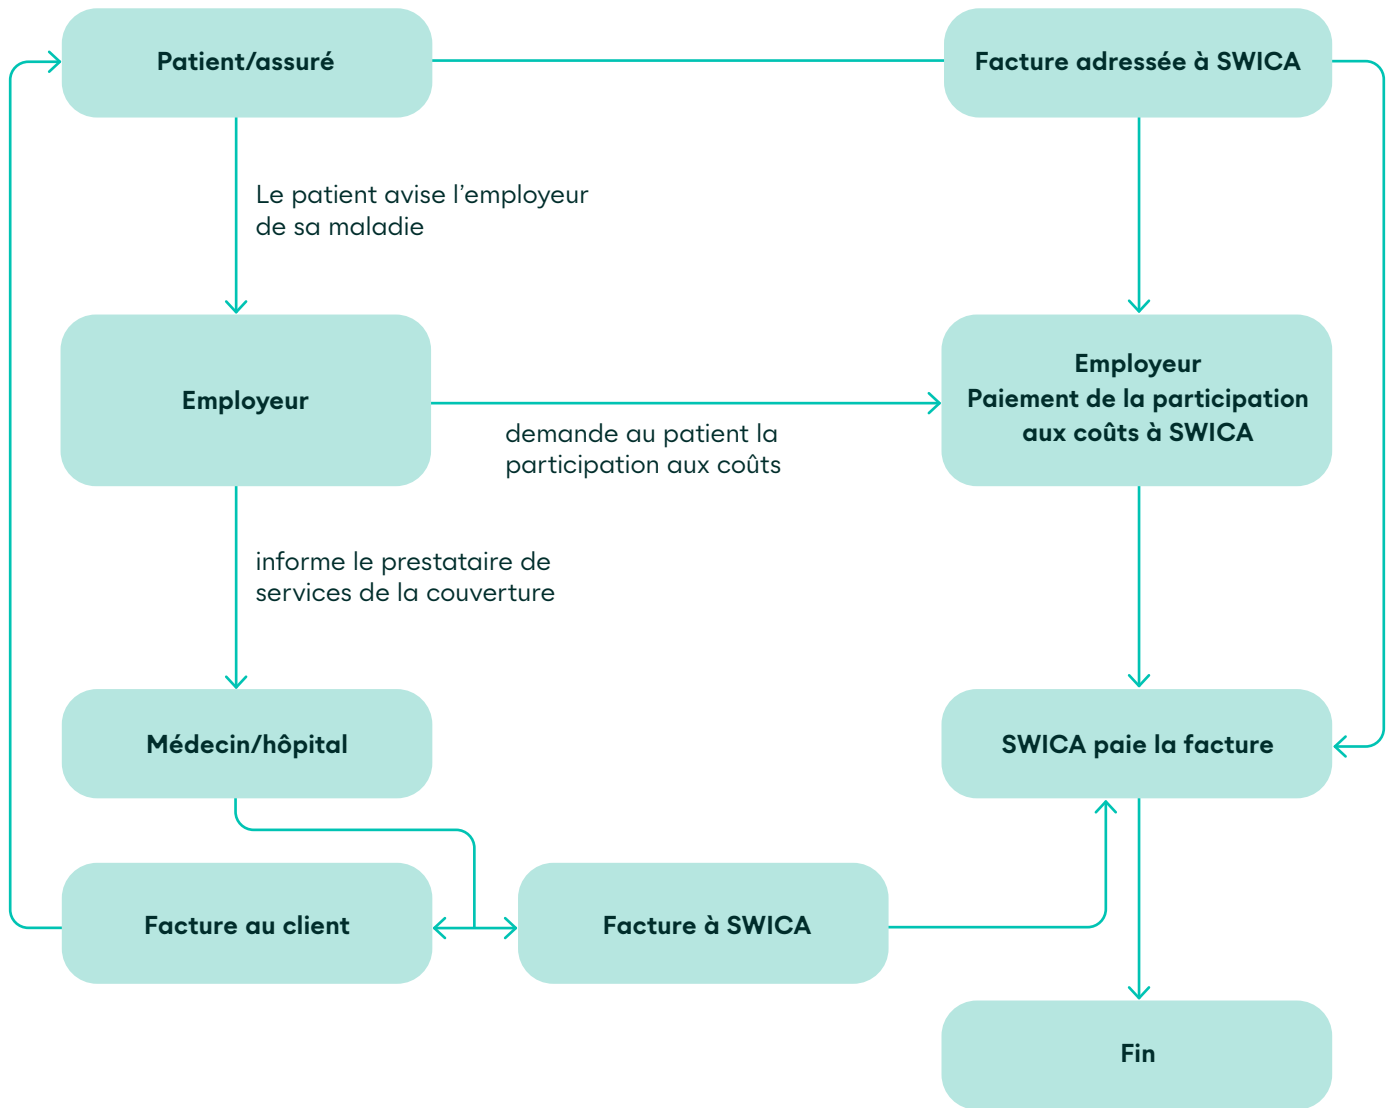 Patient/assuré
Facture adressée à SWICA
Le patient avise l’employeur
de sa maladie
Employeur
Employeur
Paiement de la participation
aux coûts à SWICA
demande au patient la
participation aux coûts
informe le prestataire de
services de la couverture
Médecin/hôpital
SWICA paie la facture
Facture au client
Facture à SWICA
Fin